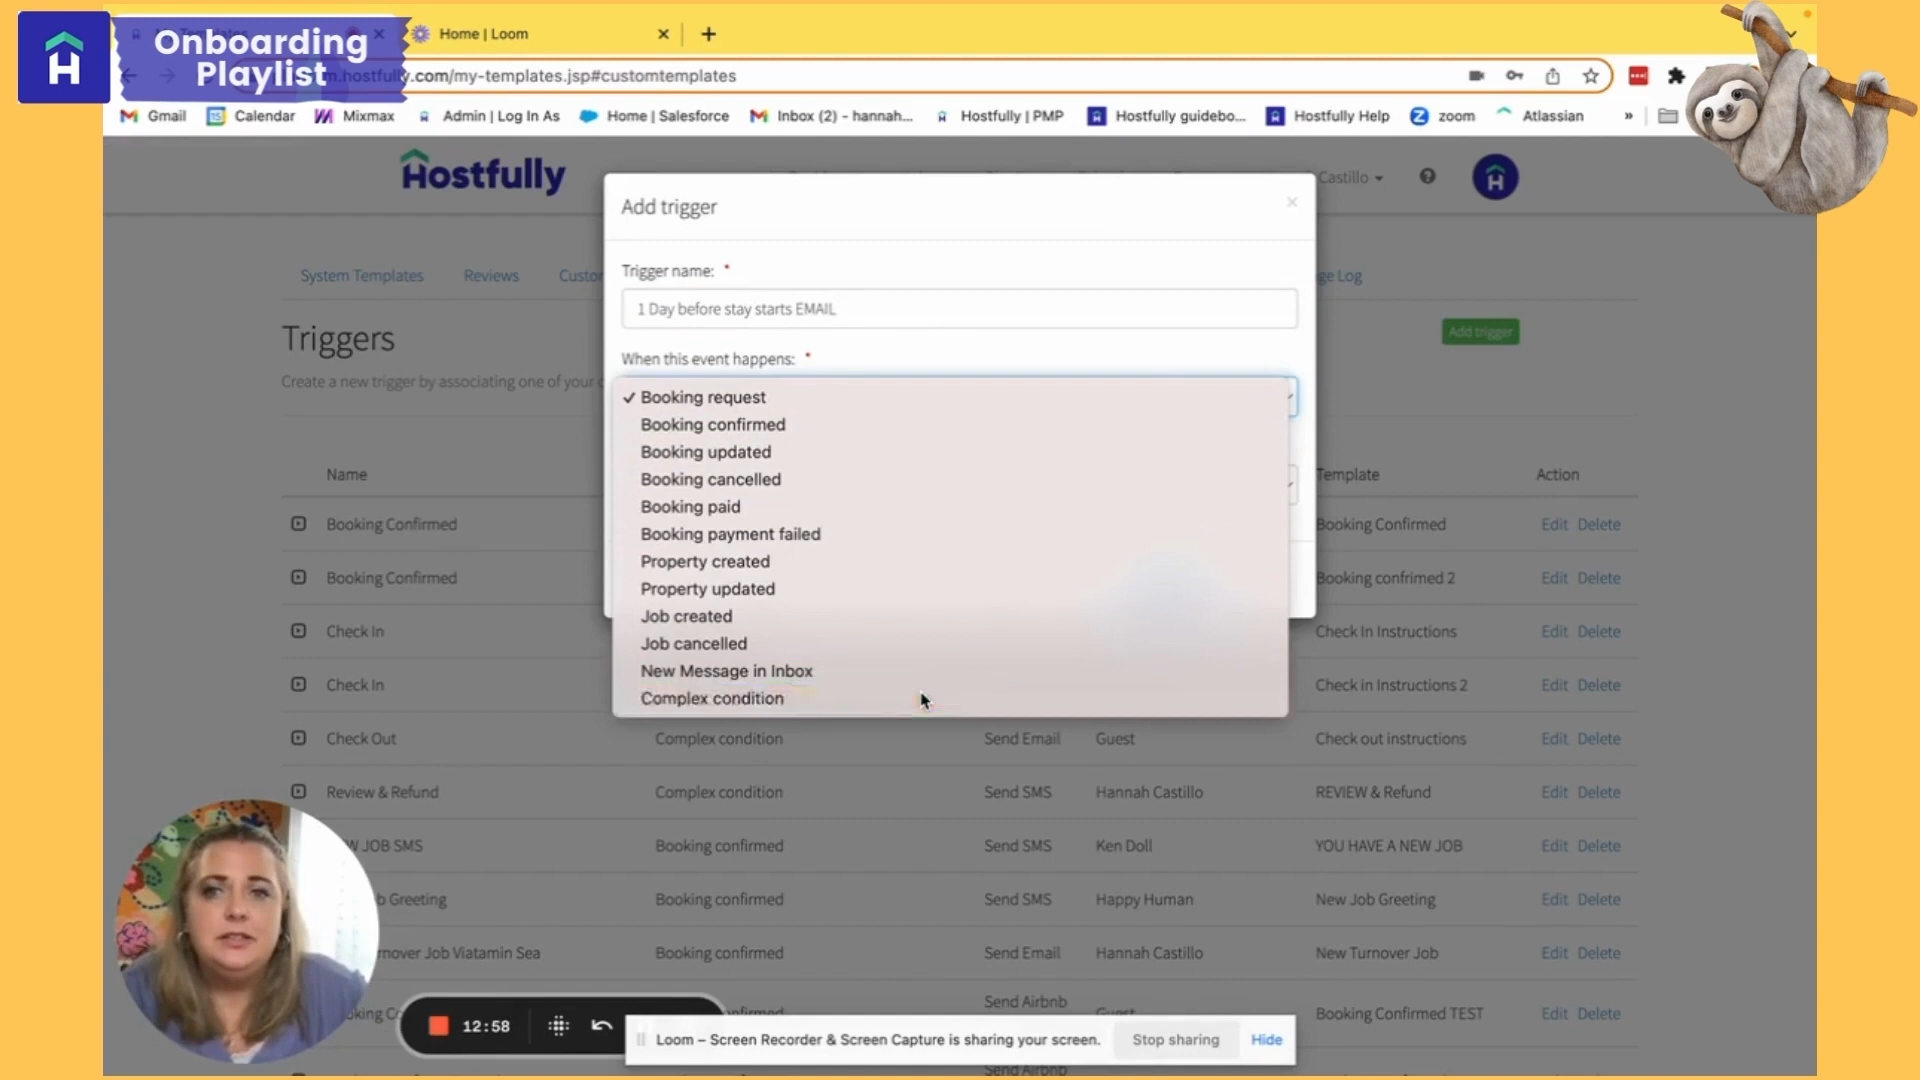 Onboarding
Playlist
Home | Loom
.hostfully.com/my-templates.jsp#customtemplates
Gmail
Calendar
Mixmax
Admin | Log In As
Home | Salesforce
Inbox (2) - hannah...
Hostfully | PMP
Hostfully guidebo...
Hostfully Help
zoom
Atlassian
»
Hostfully
Castillo
Add trigger
×
System Templates
Reviews
Custo
ge Log
Trigger name: *
1 Day before stay starts EMAIL
Triggers
Add trigger
When this event happens: *
Create a new trigger by associating one of your
✓ Booking request
Booking confirmed
Booking updated
Booking cancelled
Booking paid
Booking payment failed
Property created
Property updated
Job created
Job cancelled
New Message in Inbox
Complex condition
Name
Template
Action
Booking Confirmed
Booking Confirmed
Edit Delete
Booking Confirmed
Booking confrimed 2
Edit Delete
Check In
Check In Instructions
Edit Delete
Check In
Check in Instructions 2
Edit Delete
Check Out
Complex condition
Send Email
Guest
Check out instructions
Edit Delete
Review & Refund
Complex condition
Send SMS
Hannah Castillo
REVIEW & Refund
Edit Delete
W JOB SMS
Booking confirmed
Send SMS
Ken Doll
YOU HAVE A NEW JOB
Edit Delete
b Greeting
Booking confirmed
Send SMS
Happy Human
New Job Greeting
Edit Delete
rnover Job Viatamin Sea
Booking confirmed
Send Email
Hannah Castillo
New Turnover Job
Edit Delete
Send Airbnb
Booking Confirmed TEST
Edit Delete
12:58
Loom – Screen Recorder & Screen Capture is sharing your screen.
Stop sharing
Hide